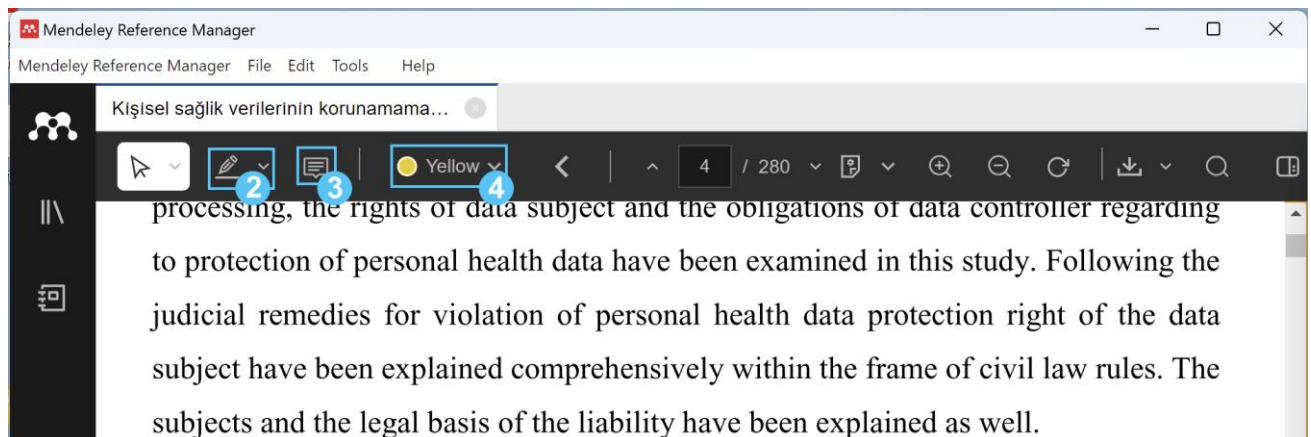 Mendeley Reference Manager
Mendeley Reference Manager File Edit Tools Help
Kişisel sağlik verilerinin korunamama…
2 3 Yellow 4 4 / 280
processing, the rights of data subject and the obligations of data controller regarding
to protection of personal health data have been examined in this study. Following the
judicial remedies for violation of personal health data protection right of the data
subject have been explained comprehensively within the frame of civil law rules. The
subjects and the legal basis of the liability have been explained as well.